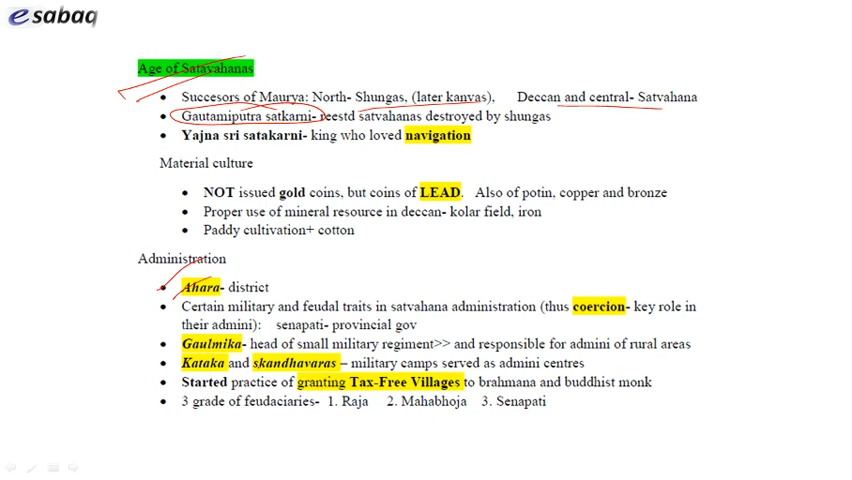 esabaq
Age of Satavahanas
• Succesors of Maurya: North- Shungas, (later kanvas), Deccan and central- Satvahana
• Gautamiputra satkarni- reestd satvahanas destroyed by shungas
• Yajna sri satakarni- king who loved navigation
Material culture
• NOT issued gold coins, but coins of LEAD. Also of potin, copper and bronze
• Proper use of mineral resource in deccan- kolar field, iron
• Paddy cultivation+ cotton
Administration
• Ahara- district
• Certain military and feudal traits in satvahana administration (thus coercion- key role in
their admini): senapati- provincial gov
• Gaulmika- head of small military regiment>> and responsible for admini of rural areas
• Kataka and skandhavaras – military camps served as admini centres
• Started practice of granting Tax-Free Villages to brahmana and buddhist monk
• 3 grade of feudaciaries- 1. Raja 2. Mahabhoja 3. Senapati